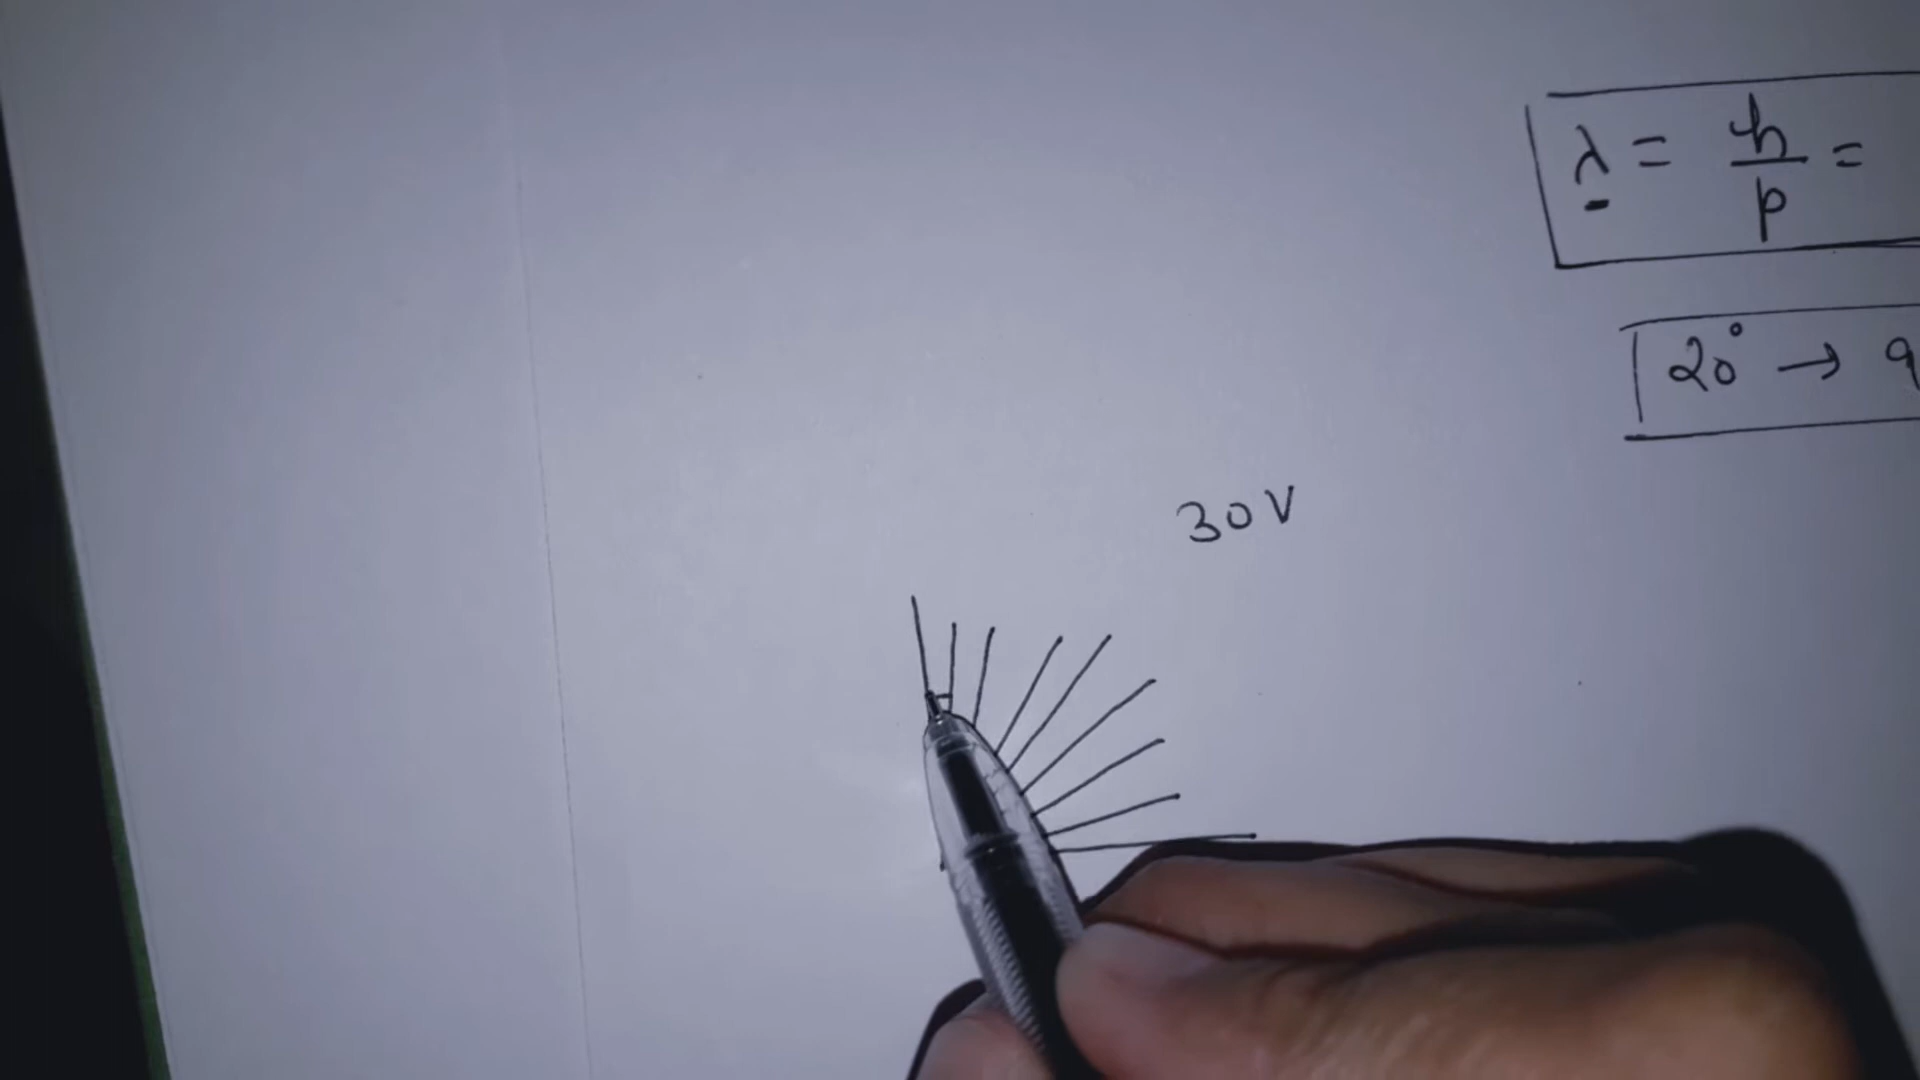 λ = h/p =
20° → 9
30V